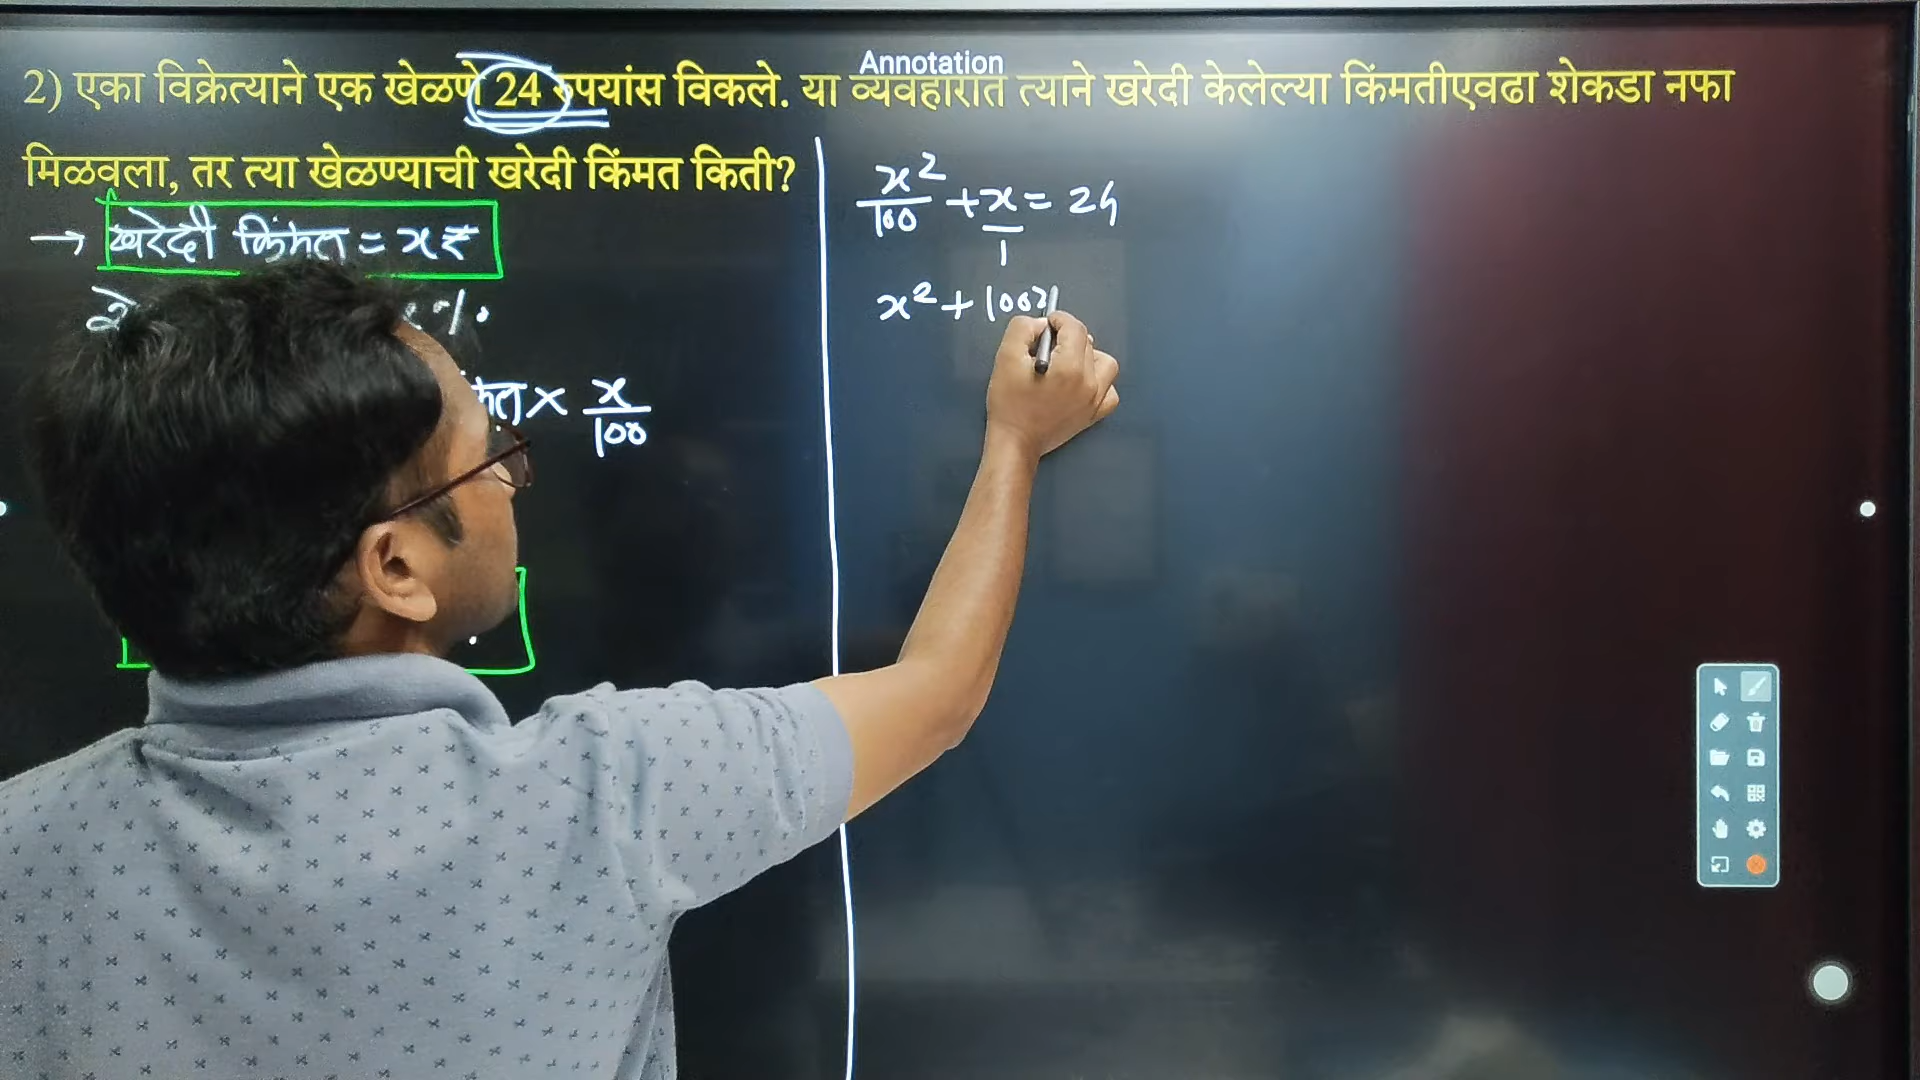 Annotation
2) एका विक्रेत्याने एक खेळणे 24 रुपयांस विकले. या व्यवहारात त्याने खरेदी केलेल्या किंमतीएवढा शेकडा नफा
मिळवला, तर त्या खेळण्याची खरेदी किंमत किती?
→ खरेदी किंमत = x ₹
%
× x/100
x²/100 + x/1 = 24
x² + 100x